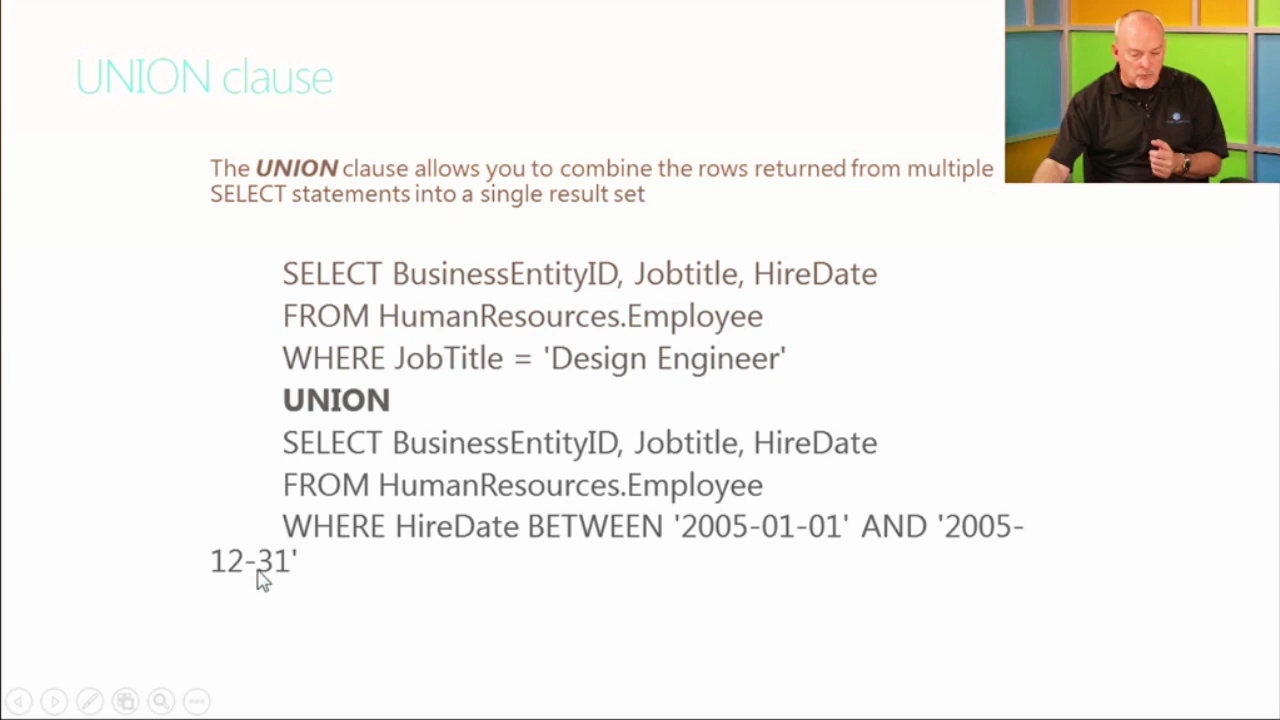 UNION clause
The UNION clause allows you to combine the rows returned from multiple
SELECT statements into a single result set
SELECT BusinessEntityID, Jobtitle, HireDate
FROM HumanResources.Employee
WHERE JobTitle = 'Design Engineer'
UNION
SELECT BusinessEntityID, Jobtitle, HireDate
FROM HumanResources.Employee
WHERE HireDate BETWEEN '2005-01-01' AND '2005-
12-31'